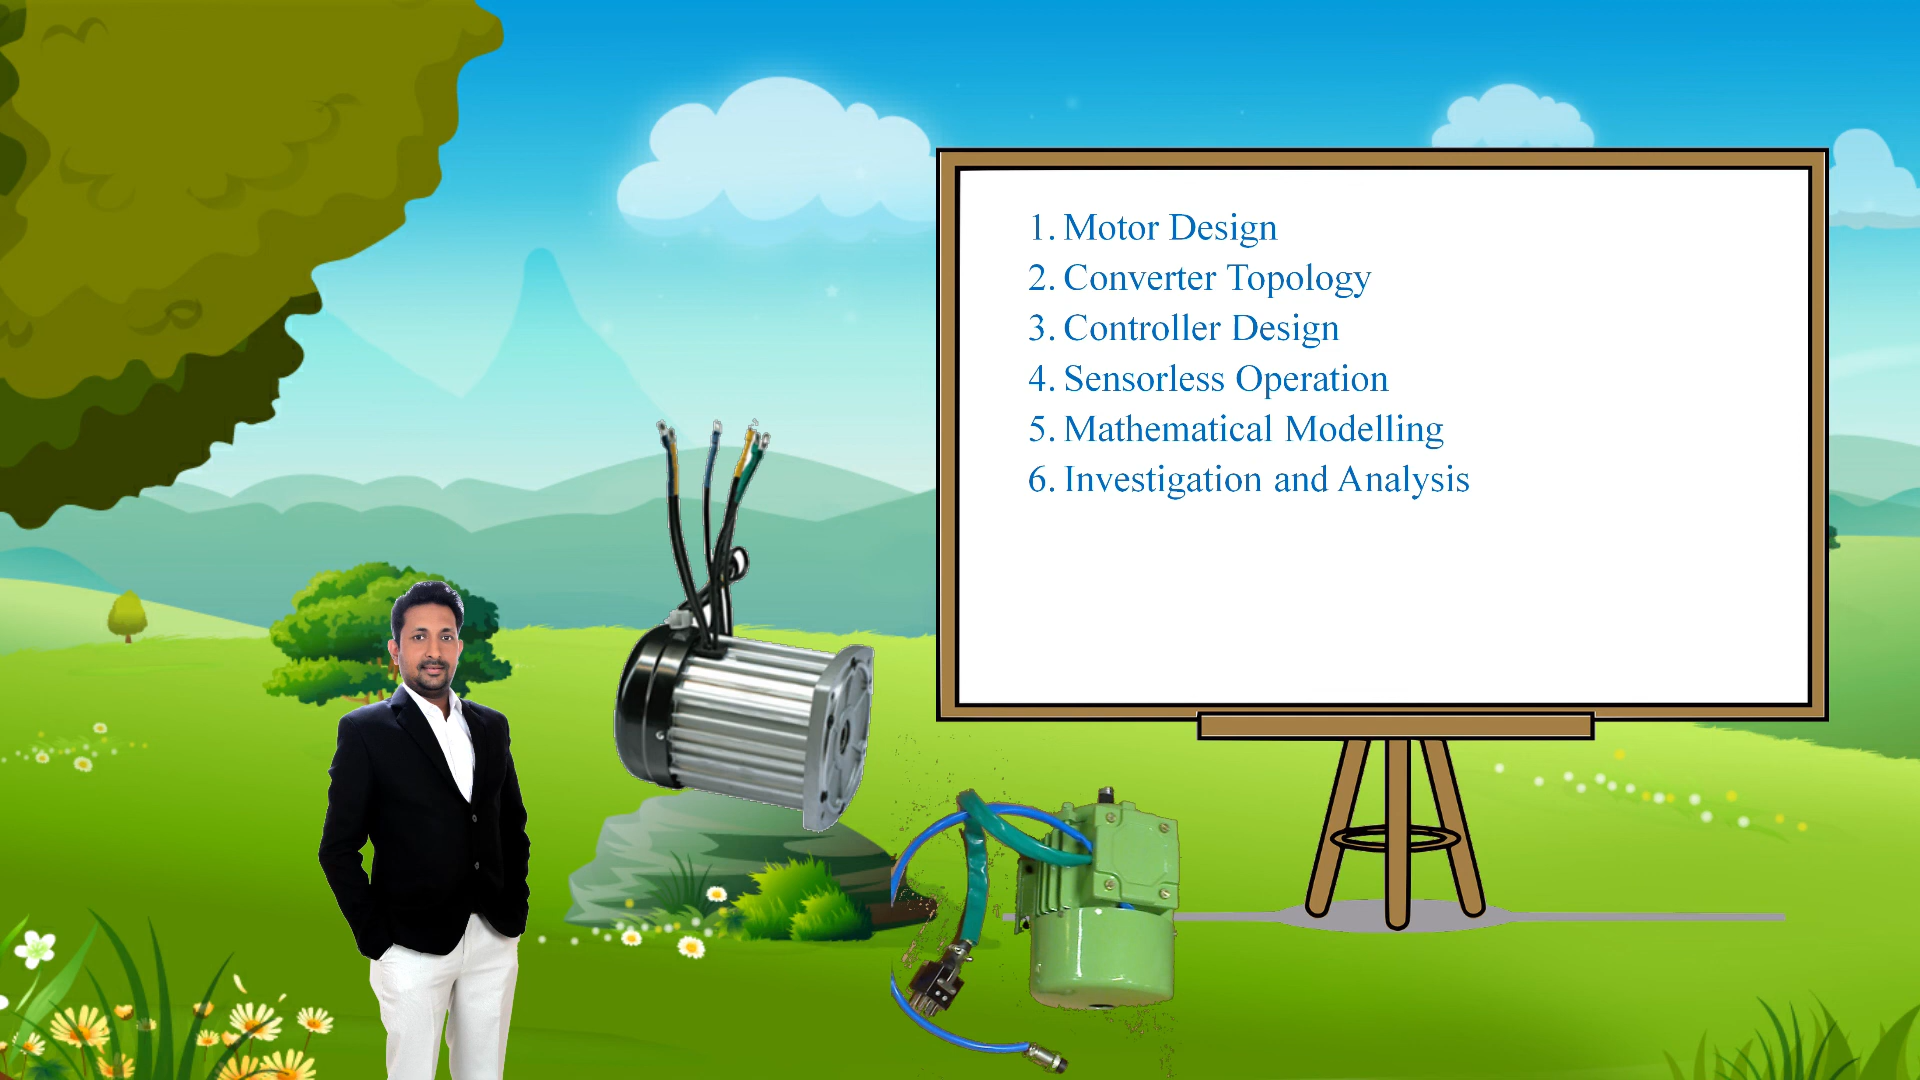 1. Motor Design
2. Converter Topology
3. Controller Design
4. Sensorless Operation
5. Mathematical Modelling
6. Investigation and Analysis